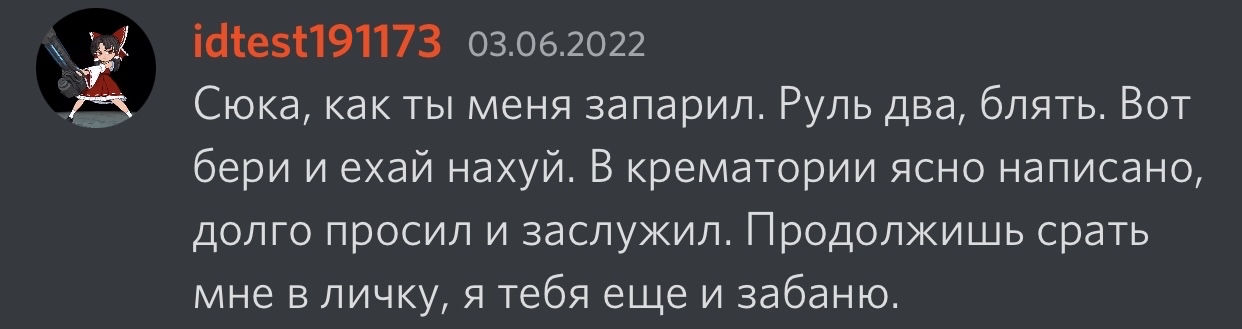 idtest191173 03.06.2022
Сюка, как ты меня запарил. Руль два, блять. Вот
бери и ехай нахуй. В крематории ясно написано,
долго просил и заслужил. Продолжишь срать
мне в личку, я тебя еще и забаню.